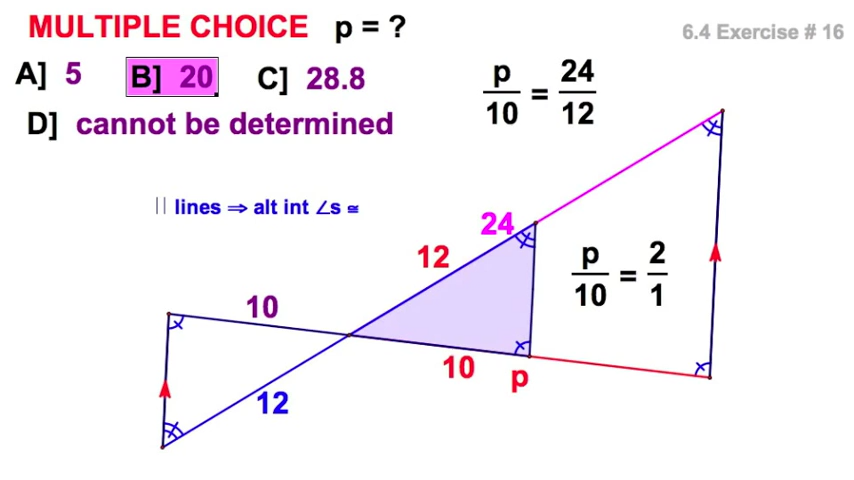 MULTIPLE CHOICE p = ?
6.4 Exercise # 16
A] 5 B] 20 C] 28.8
D] cannot be determined
p/10 = 24/12
|| lines ⇒ alt int ∠s ≅
24
12
p/10 = 2/1
10
10
p
12